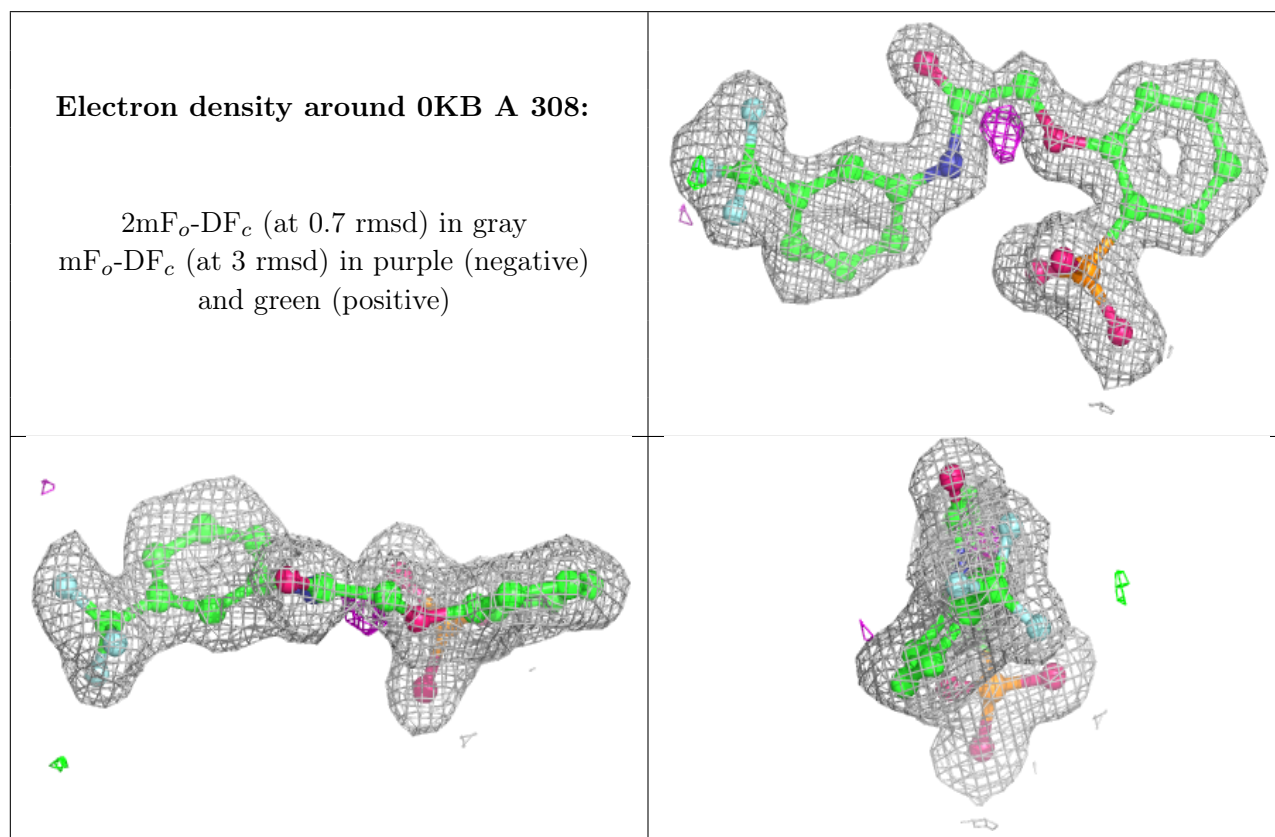 Electron density around 0KB A 308:
2mFo-DFc (at 0.7 rmsd) in gray
mFo-DFc (at 3 rmsd) in purple (negative)
and green (positive)